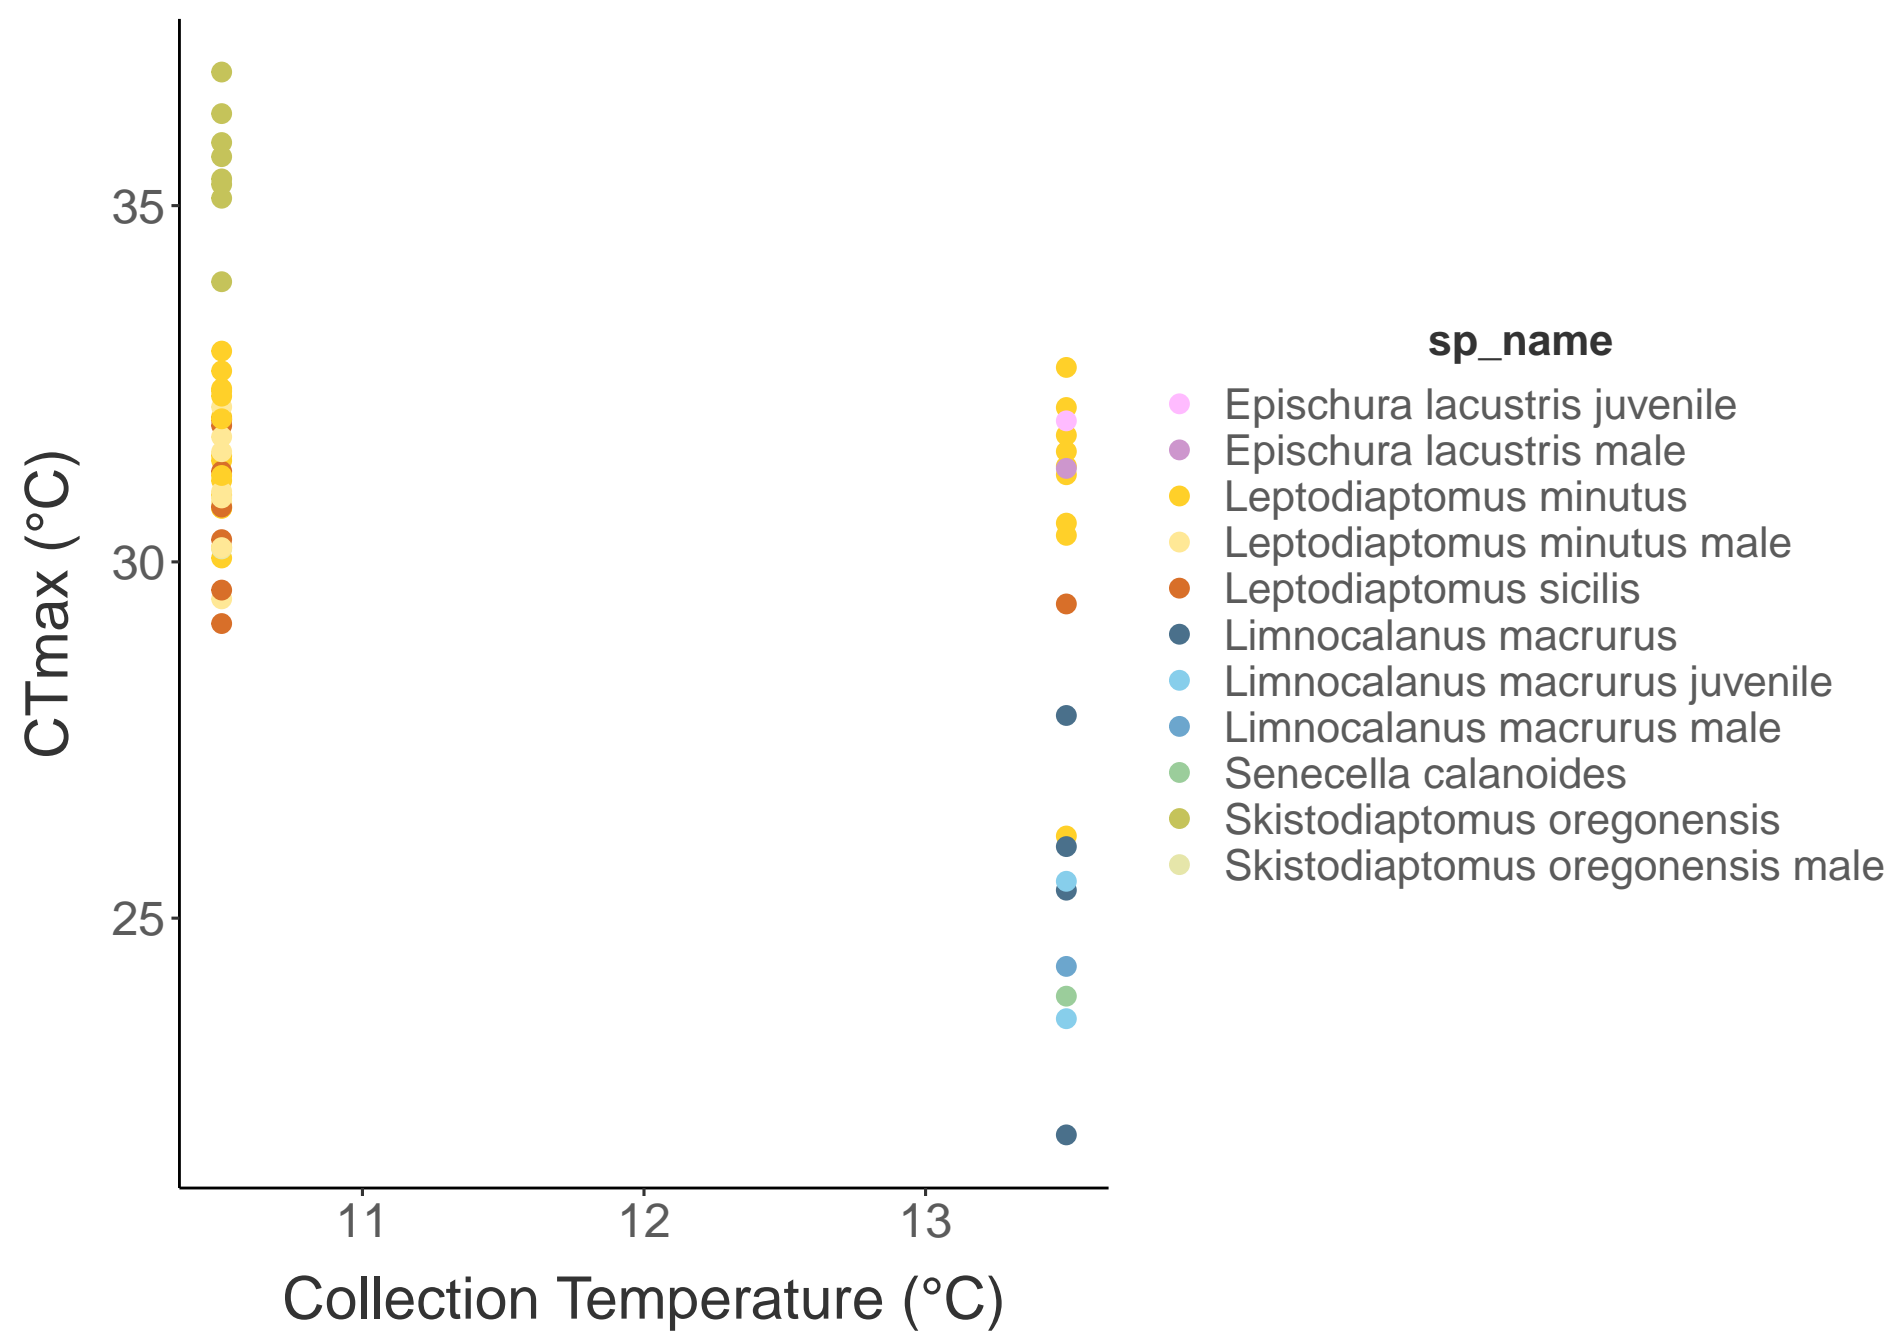 35
30
25
CTmax (°C)
11
12
13
Collection Temperature (°C)
sp_name
Epischura lacustris juvenile
Epischura lacustris male
Leptodiaptomus minutus
Leptodiaptomus minutus male
Leptodiaptomus sicilis
Limnocalanus macrurus
Limnocalanus macrurus juvenile
Limnocalanus macrurus male
Senecella calanoides
Skistodiaptomus oregonensis
Skistodiaptomus oregonensis male